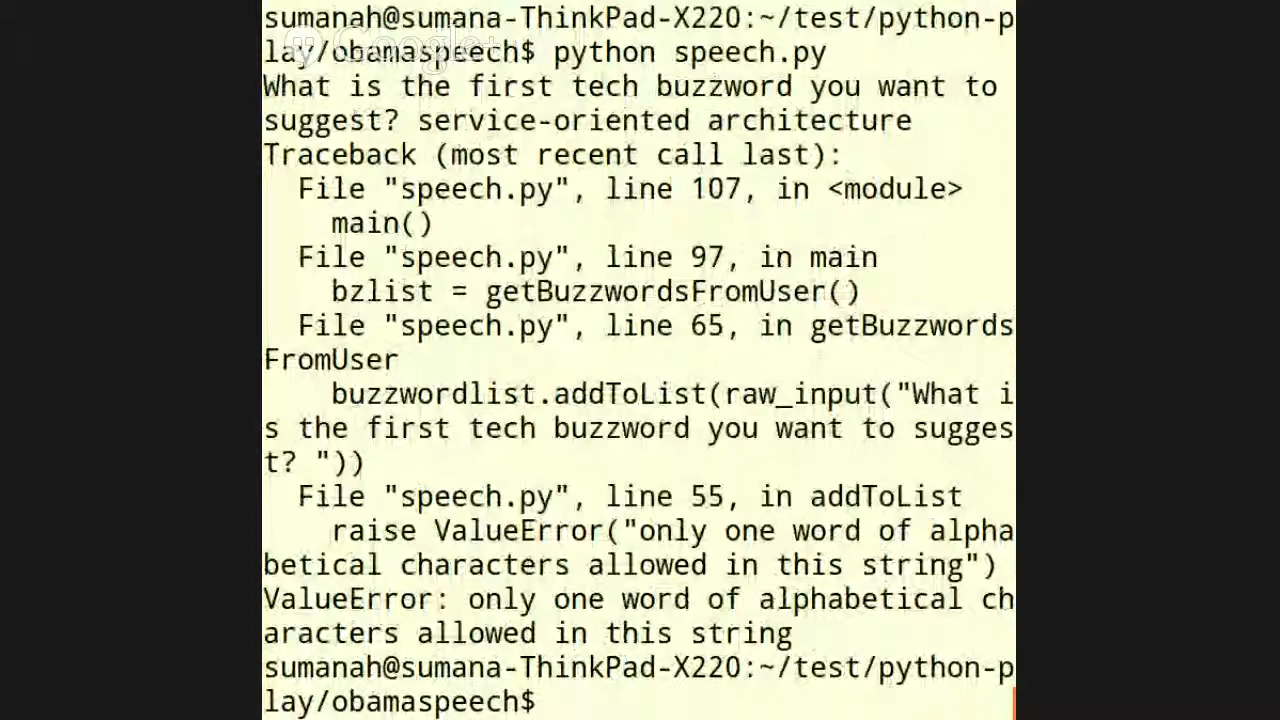 sumanah@sumana-ThinkPad-X220:~/test/python-p
lay/obamaspeech$ python speech.py
Google+
What is the first tech buzzword you want to
suggest? service-oriented architecture
Traceback (most recent call last):
  File "speech.py", line 107, in <module>
    main()
  File "speech.py", line 97, in main
    bzlist = getBuzzwordsFromUser()
  File "speech.py", line 65, in getBuzzwords
FromUser
    buzzwordlist.addToList(raw_input("What i
s the first tech buzzword you want to sugges
t? "))
  File "speech.py", line 55, in addToList
    raise ValueError("only one word of alpha
betical characters allowed in this string")
ValueError: only one word of alphabetical ch
aracters allowed in this string
sumanah@sumana-ThinkPad-X220:~/test/python-p
lay/obamaspeech$